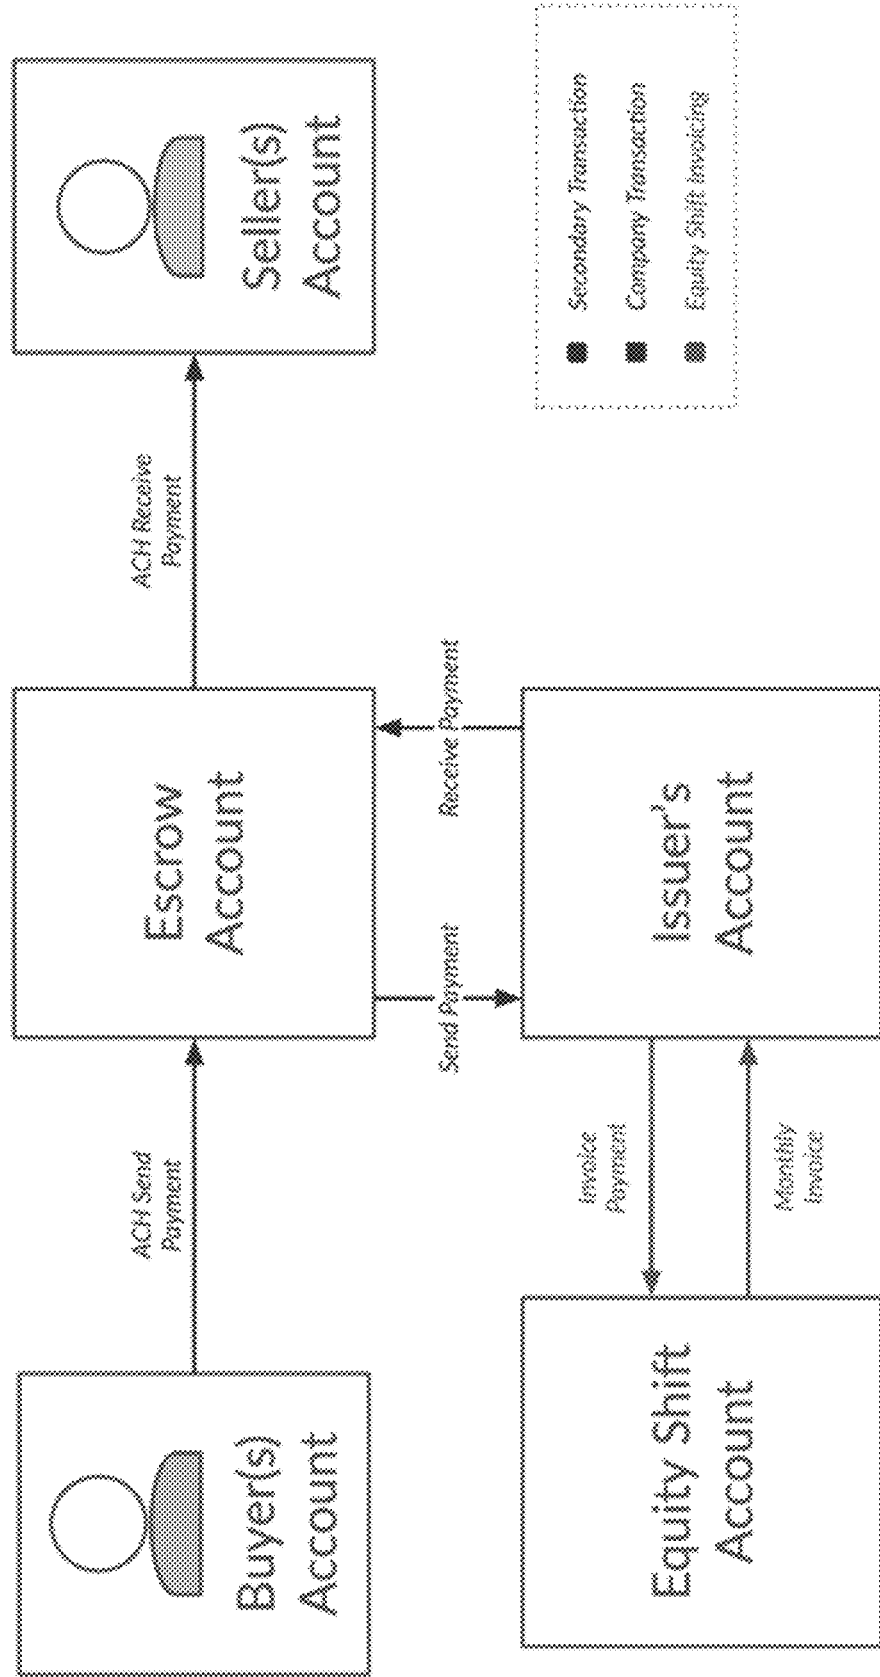 Buyer(s)
Account
ACH Send
Payment
Escrow
Account
ACH Receive
Payment
Seller(s)
Account
Send Payment
Receive Payment
Equity Shift
Account
Invoice
Payment
Monthly
Invoice
Issuer's
Account
Secondary Transaction
Company Transaction
Equity Shift Invoicing